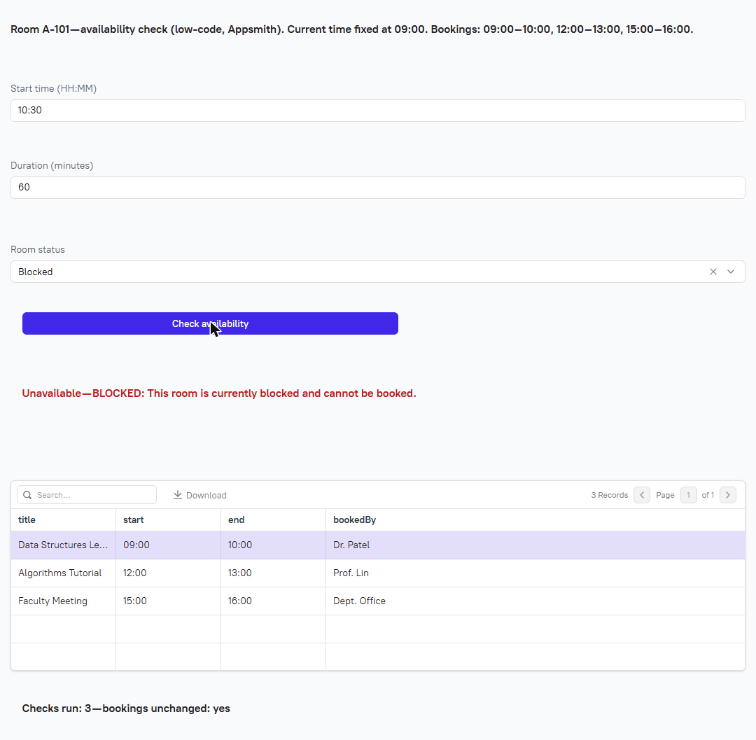 Room A-101—availability check (low-code, Appsmith). Current time fixed at 09:00. Bookings: 09:00–10:00, 12:00–13:00, 15:00–16:00.
Start time (HH:MM)
10:30
Duration (minutes)
60
Room status
Blocked
Check availability
Unavailable—BLOCKED: This room is currently blocked and cannot be booked.
Search... Download 3 Records Page 1 of 1
title start end bookedBy
Data Structures Le... 09:00 10:00 Dr. Patel
Algorithms Tutorial 12:00 13:00 Prof. Lin
Faculty Meeting 15:00 16:00 Dept. Office
Checks run: 3—bookings unchanged: yes